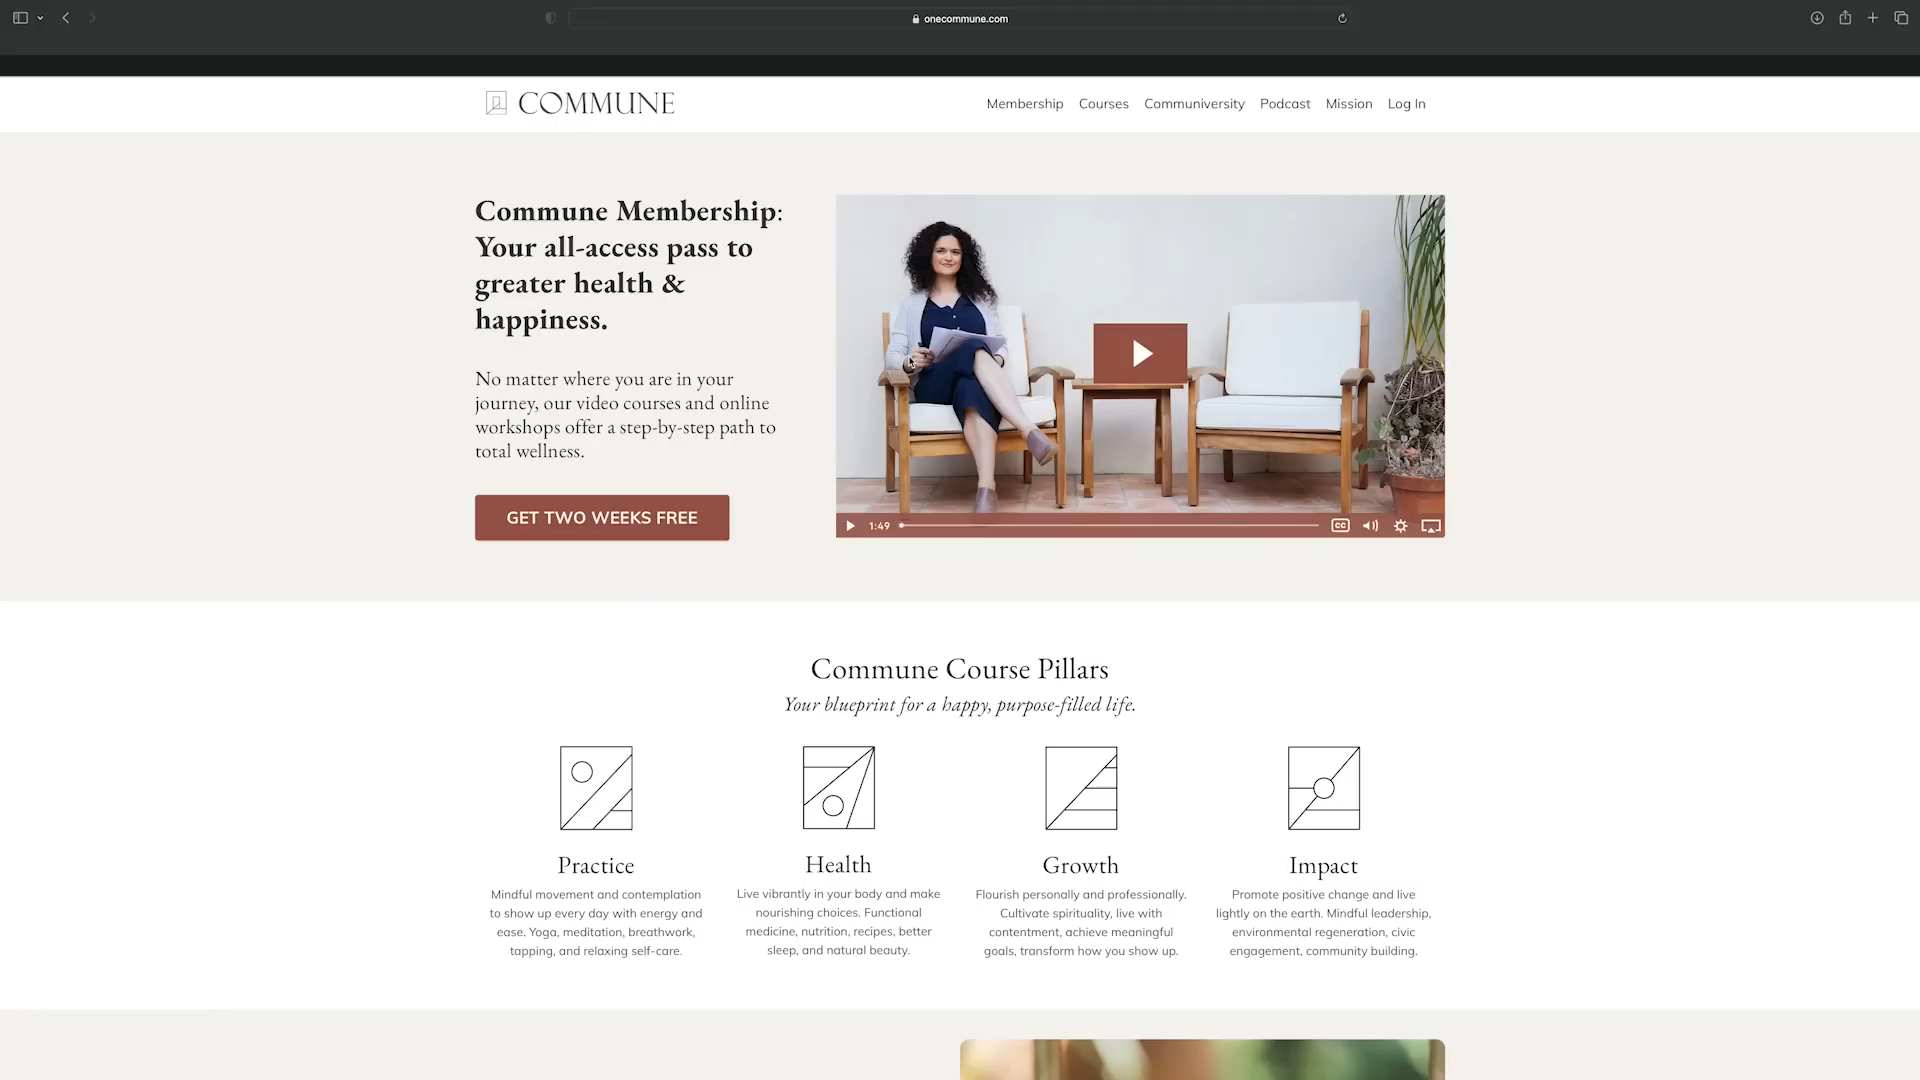 onecommune.com
COMMUNE
Membership Courses Communiversity Podcast Mission Log In
Commune Membership:
Your all-access pass to
greater health &
happiness.
No matter where you are in your
journey, our video courses and online
workshops offer a step-by-step path to
total wellness.
GET TWO WEEKS FREE
1:49
CC
Commune Course Pillars
Your blueprint for a happy, purpose-filled life.
Practice
Mindful movement and contemplation
to show up every day with energy and
ease. Yoga, meditation, breathwork,
tapping, and relaxing self-care.
Health
Live vibrantly in your body and make
nourishing choices. Functional
medicine, nutrition, recipes, better
sleep, and natural beauty.
Growth
Flourish personally and professionally.
Cultivate spirituality, live with
contentment, achieve meaningful
goals, transform how you show up.
Impact
Promote positive change and live
lightly on the earth. Mindful leadership,
environmental regeneration, civic
engagement, community building.